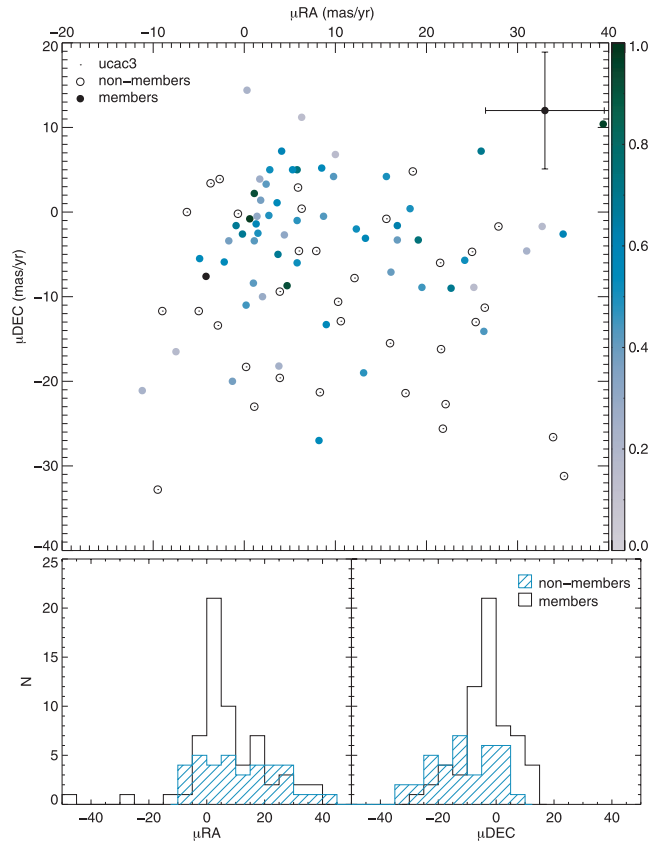 μRA (mas/yr)
−20 −10 0 10 20 30 40
ucac3
non−members
members
20
10
0
−10
−20
−30
−40
μDEC (mas/yr)
1.0
0.8
0.6
0.4
0.2
0.0
non−members
members
25
20
15
10
5
0
N
−40 −20 0 20 40
−40 −20 0 20 40
μRA
μDEC